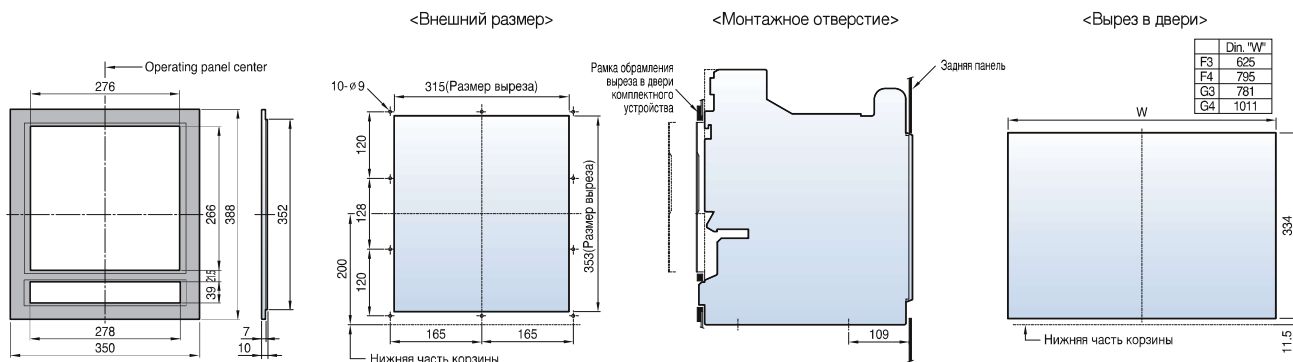 <Внешний размер>
<Монтажное отверстие>
<Вырез в двери>
Operating panel center
276
266
388
352
21.5
39
278
350
7
10
10-ø9
315(Размер выреза)
120
128
120
200
353(Размер выреза)
165
165
Нижняя часть корзины
Рамка обрамления
выреза в двери
комплектного
устройства
Задняя панель
109
Din. "W"
F3 625
F4 795
G3 781
G4 1011
W
334
11.5
Нижняя часть корзины